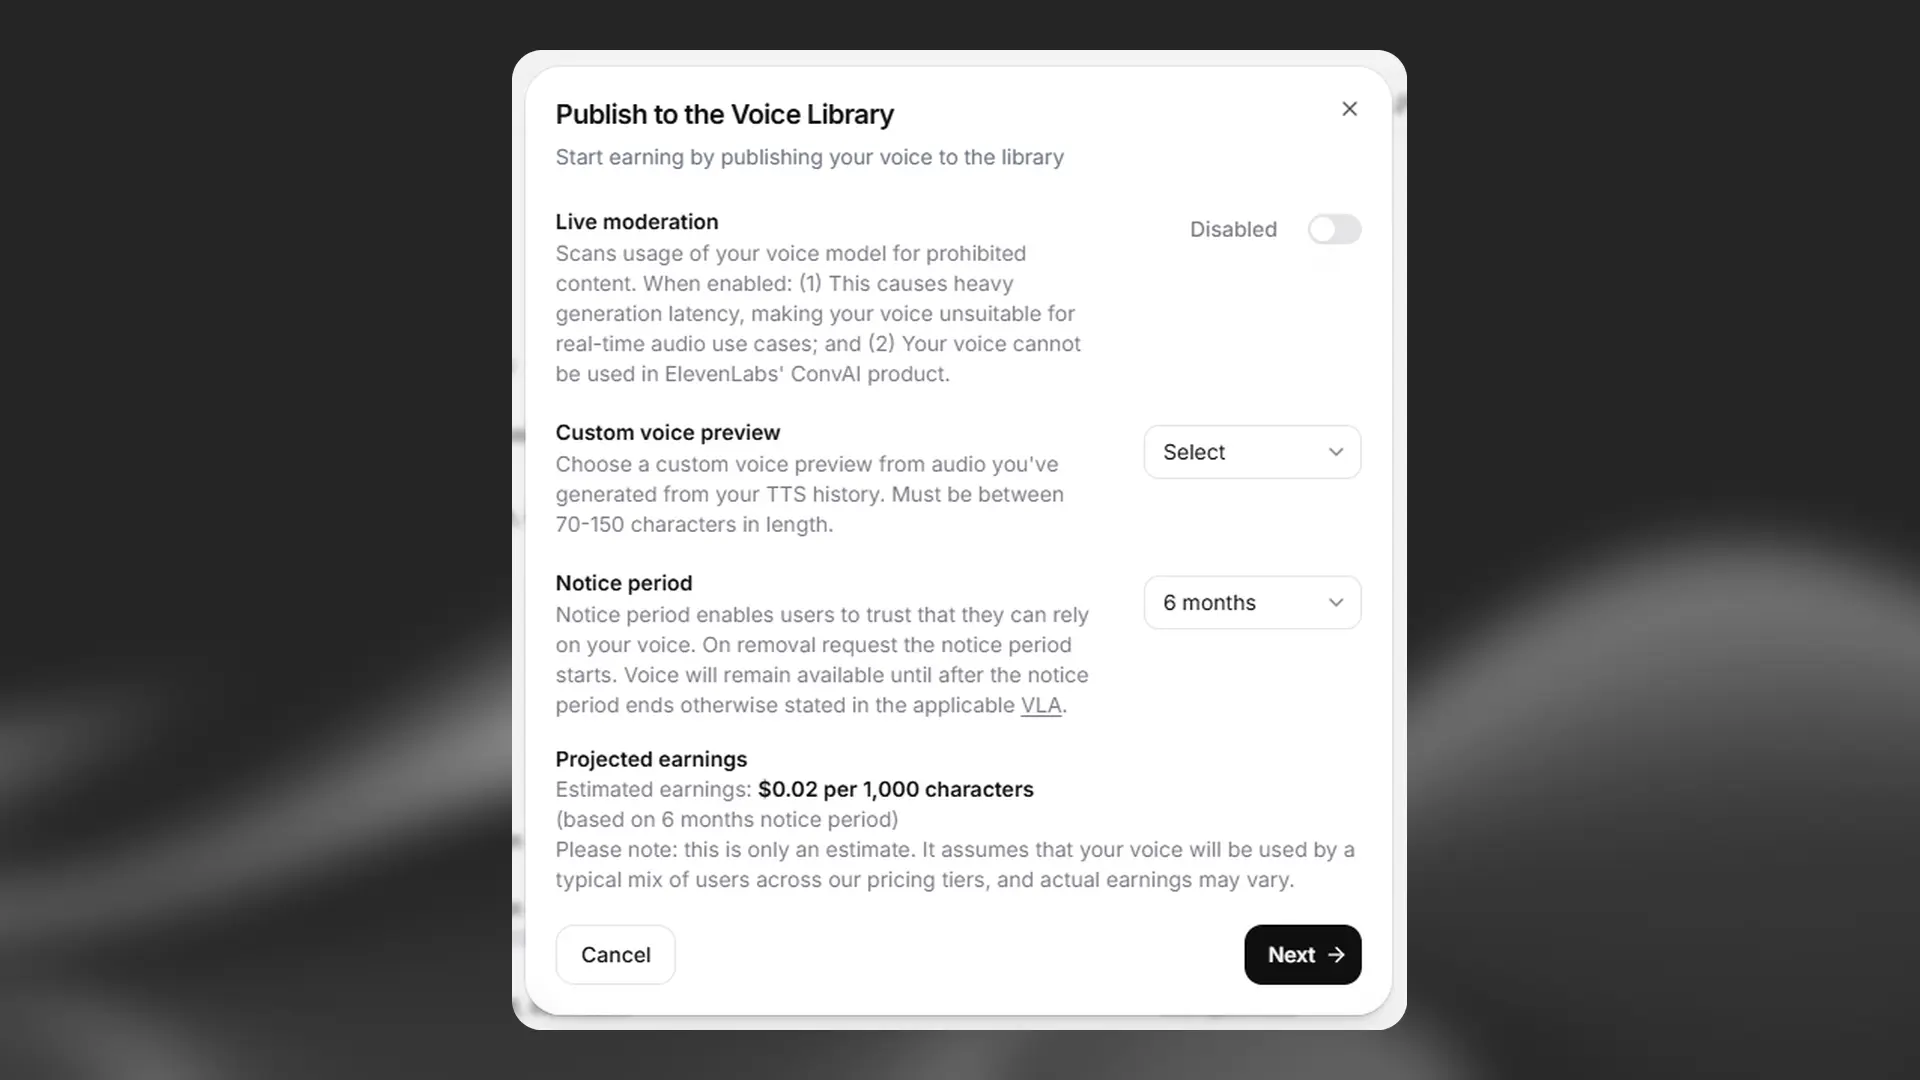 Publish to the Voice Library
Start earning by publishing your voice to the library
Live moderation
Disabled
Scans usage of your voice model for prohibited
content. When enabled: (1) This causes heavy
generation latency, making your voice unsuitable for
real-time audio use cases; and (2) Your voice cannot
be used in ElevenLabs' ConvAI product.
Custom voice preview
Select
Choose a custom voice preview from audio you've
generated from your TTS history. Must be between
70-150 characters in length.
Notice period
6 months
Notice period enables users to trust that they can rely
on your voice. On removal request the notice period
starts. Voice will remain available until after the notice
period ends otherwise stated in the applicable VLA.
Projected earnings
Estimated earnings: $0.02 per 1,000 characters
(based on 6 months notice period)
Please note: this is only an estimate. It assumes that your voice will be used by a
typical mix of users across our pricing tiers, and actual earnings may vary.
Cancel
Next